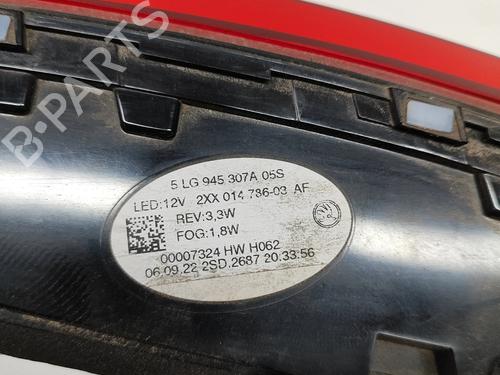 B-PARTS
5 LG 945 307A 05S
LED:12V 2XX 014 786-03 AF
REV:3,3W
FOG:1,8W
00007324 HW H062
06.09.22 2SD.2687 20:33:56